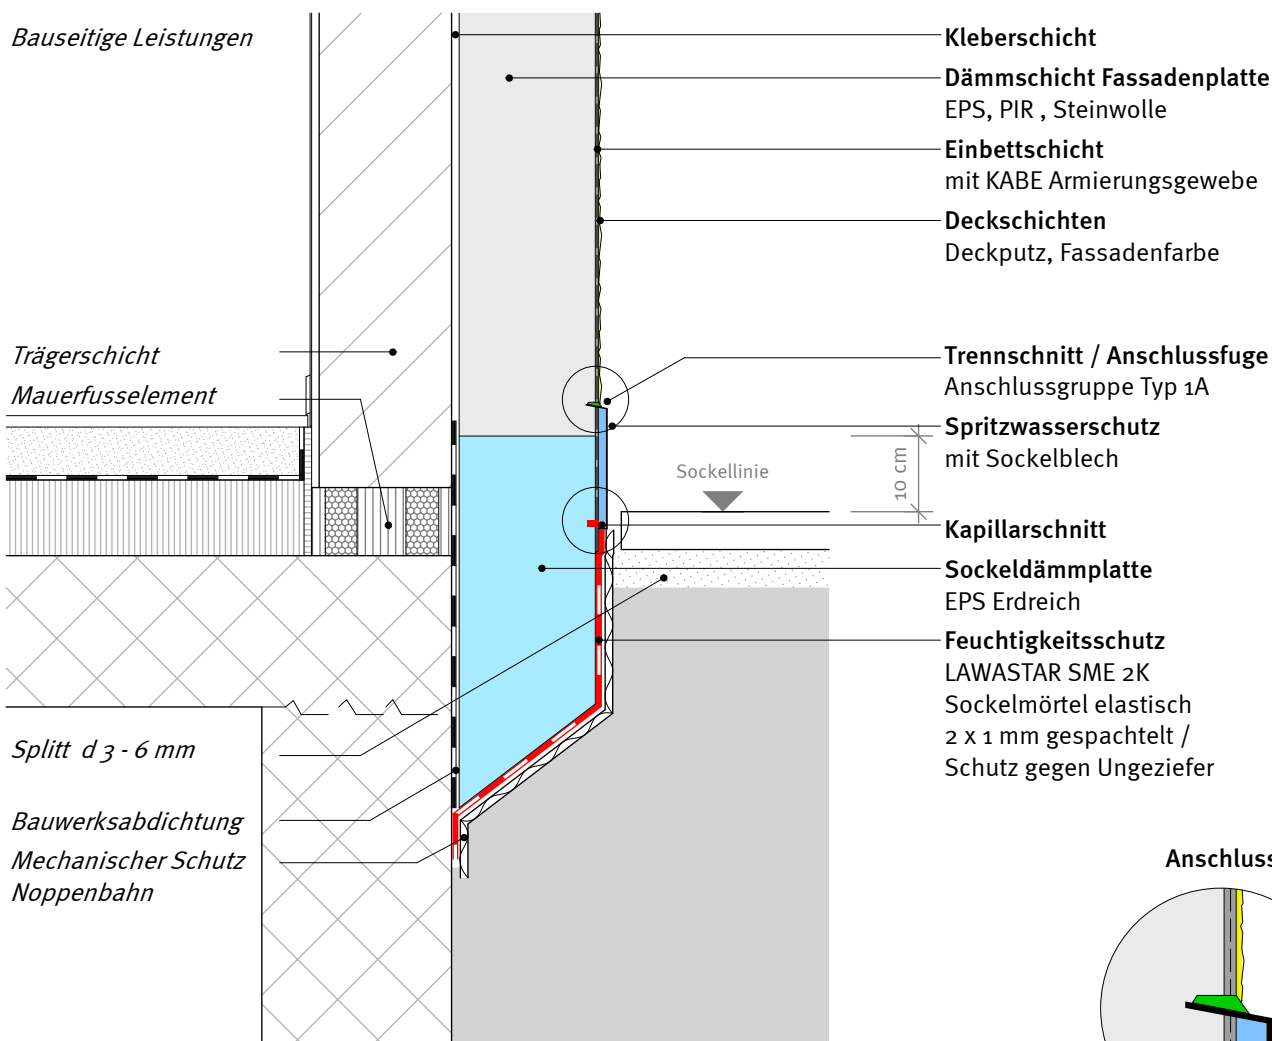 Bauseitige Leistungen
Kleberschicht
Dämmschicht Fassadenplatte
EPS, PIR , Steinwolle
Einbettschicht
mit KABE Armierungsgewebe
Deckschichten
Deckputz, Fassadenfarbe
Trägerschicht
Mauerfusselement
Trennschnitt / Anschlussfuge
Anschlussgruppe Typ 1A
Spritzwasserschutz
mit Sockelblech
10 cm
Sockellinie
Kapillarschnitt
Sockeldämmplatte
EPS Erdreich
Feuchtigkeitsschutz
LAWASTAR SME 2K
Sockelmörtel elastisch
2 x 1 mm gespachtelt /
Schutz gegen Ungeziefer
Splitt d 3 - 6 mm
Bauwerksabdichtung
Mechanischer Schutz
Noppenbahn
Anschluss